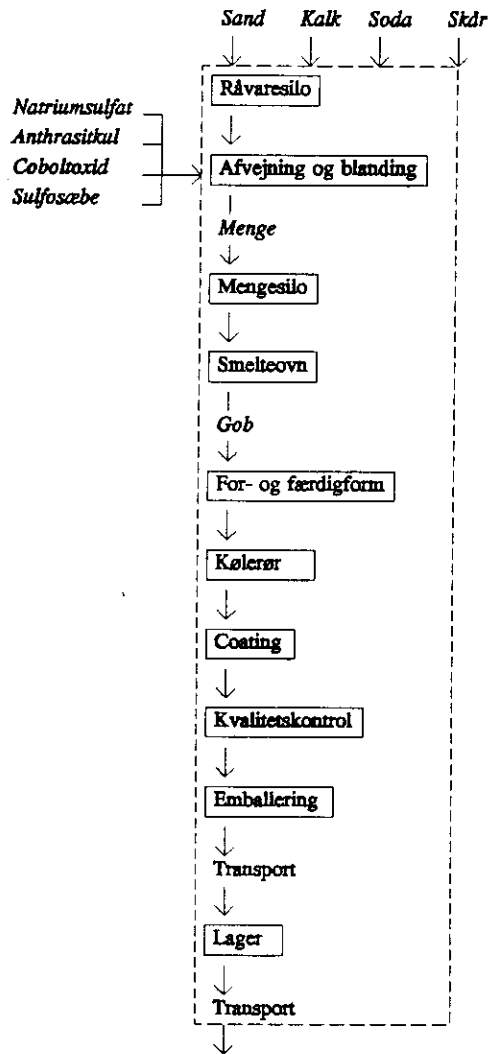 Sand Kalk Soda Skår
Råvaresilo
Natriumsulfat
Anthrasitkul
Coboltoxid
Sulfosæbe
Afvejning og blanding
Menge
Mengesilo
Smelteovn
Gob
For- og færdigform
Kølerør
Coating
Kvalitetskontrol
Emballering
Transport
Lager
Transport